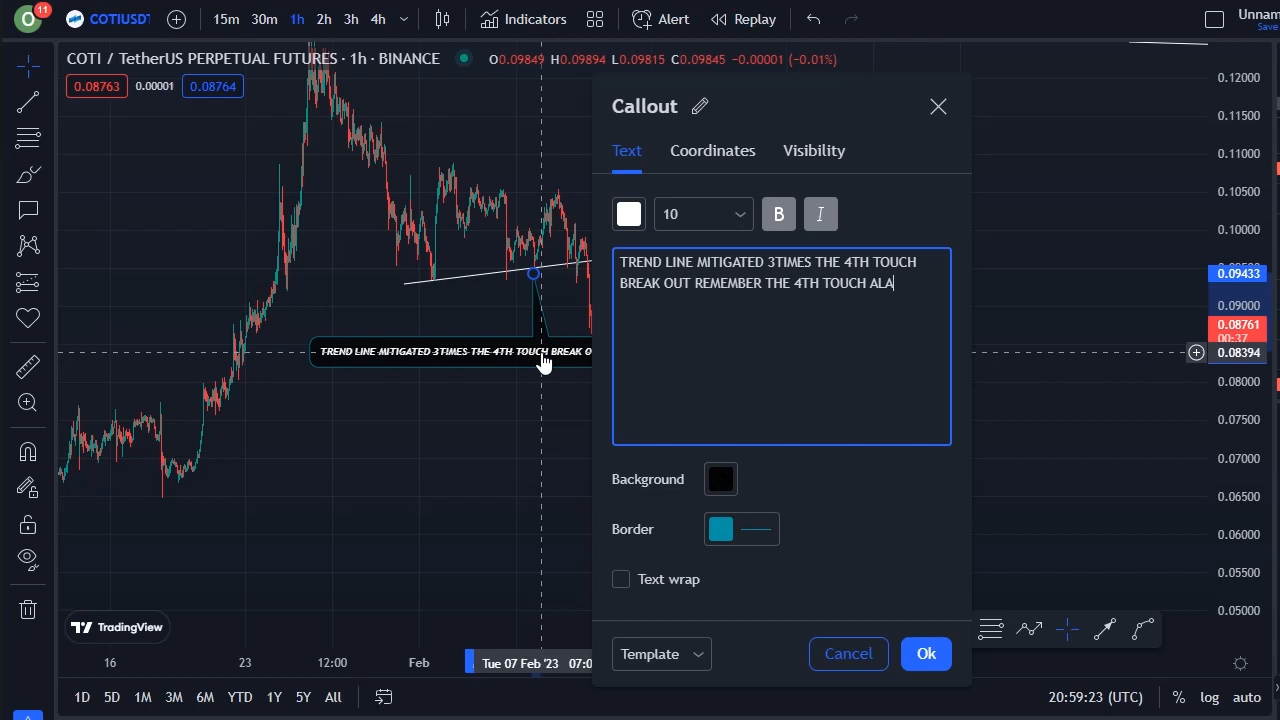 O 11 COTIUSDT 15m 30m 1h 2h 3h 4h Indicators Alert Replay Unnam
Save
COTI / TetherUS PERPETUAL FUTURES · 1h · BINANCE O0.09849 H0.09894 L0.09815 C0.09845 −0.00001 (−0.01%)
0.08763 0.00001 0.08764
Callout
Text Coordinates Visibility
10 B I
TREND LINE MITIGATED 3TIMES THE 4TH TOUCH
BREAK OUT REMEMBER THE 4TH TOUCH ALA
TREND LINE MITIGATED 3TIMES THE 4TH TOUCH BREAK O
Background
Border
Text wrap
Template Cancel Ok
0.12000
0.11500
0.11000
0.10500
0.10000
0.09433
0.09000
0.08761
00:37
0.08394
0.08000
0.07500
0.07000
0.06500
0.06000
0.05500
0.05000
TradingView
16 23 12:00 Feb Tue 07 Feb '23 07:0
1D 5D 1M 3M 6M YTD 1Y 5Y All 20:59:23 (UTC) % log auto